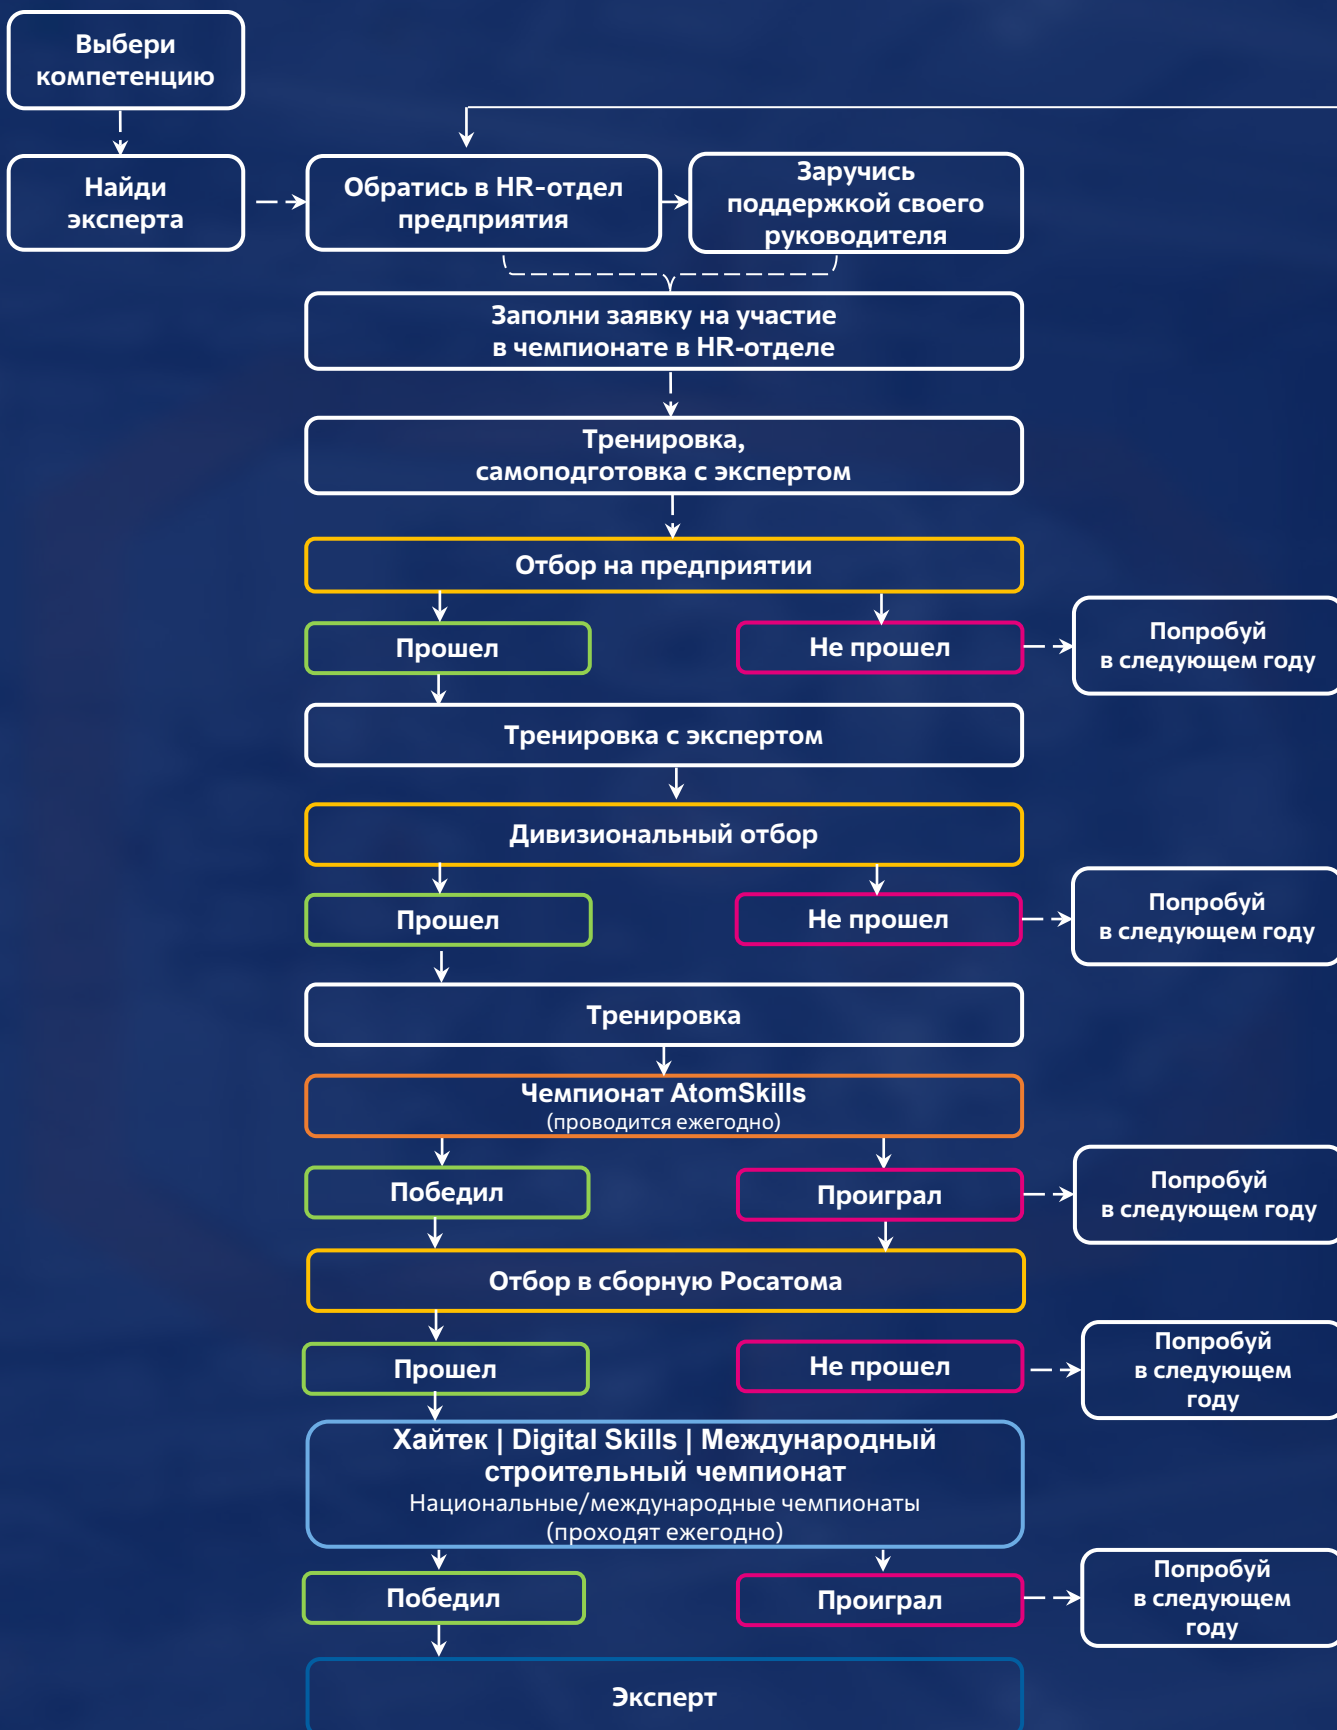 Выбери
компетенцию
Найди
эксперта
Обратись в HR-отдел
предприятия
Заручись
поддержкой своего
руководителя
Заполни заявку на участие
в чемпионате в HR-отделе
Тренировка,
самоподготовка с экспертом
Отбор на предприятии
Прошел
Не прошел
Попробуй
в следующем году
Тренировка с экспертом
Дивизиональный отбор
Прошел
Не прошел
Попробуй
в следующем году
Тренировка
Чемпионат AtomSkills
(проводится ежегодно)
Победил
Проиграл
Попробуй
в следующем году
Отбор в сборную Росатома
Прошел
Не прошел
Попробуй
в следующем
году
Хайтек | Digital Skills | Международный
строительный чемпионат
Национальные/международные чемпионаты
(проходят ежегодно)
Победил
Проиграл
Попробуй
в следующем
году
Эксперт